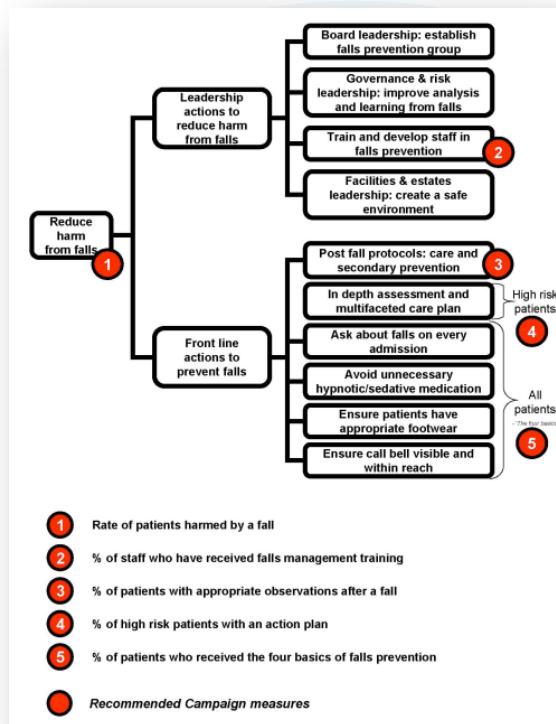 Board leadership: establish
falls prevention group
Governance & risk
leadership: improve analysis
and learning from falls
Leadership
actions to
reduce harm
from falls
Train and develop staff in
falls prevention
2
Facilities & estates
leadership: create a safe
environment
Reduce
harm
from falls
1
Post fall protocols: care and
secondary prevention
3
In depth assessment and
multifaceted care plan
High risk
patients
4
Front line
actions to
prevent falls
Ask about falls on every
admission
Avoid unnecessary
hypnotic/sedative medication
Ensure patients have
appropriate footwear
Ensure call bell visible and
within reach
All
patients
- 'The four basics
5
1 Rate of patients harmed by a fall
2 % of staff who have received falls management training
3 % of patients with appropriate observations after a fall
4 % of high risk patients with an action plan
5 % of patients who received the four basics of falls prevention
Recommended Campaign measures